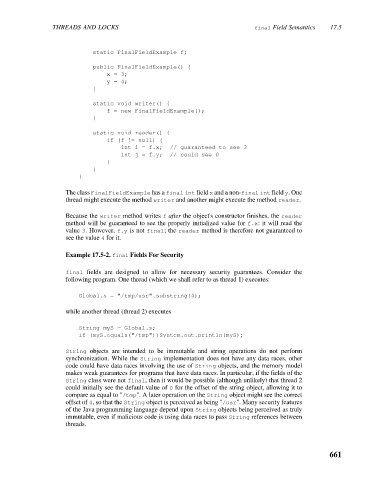 THREADS AND LOCKS final Field Semantics 17.5
static FinalFieldExample f;
public FinalFieldExample() {
x = 3;
y = 4;
}
static void writer() {
f = new FinalFieldExample();
}
static void reader() {
if (f != null) {
int i = f.x; // guaranteed to see 3
int j = f.y; // could see 0
}
}
}
The class FinalFieldExample has a final int field x and a non-final int field y. One
thread might execute the method writer and another might execute the method reader.
Because the writer method writes f after the object's constructor finishes, the reader
method will be guaranteed to see the properly initialized value for f.x: it will read the
value 3. However, f.y is not final; the reader method is therefore not guaranteed to
see the value 4 for it.
Example 17.5-2. final Fields For Security
final fields are designed to allow for necessary security guarantees. Consider the
following program. One thread (which we shall refer to as thread 1) executes:
Global.s = "/tmp/usr".substring(4);
while another thread (thread 2) executes
String myS = Global.s;
if (myS.equals("/tmp"))System.out.println(myS);
String objects are intended to be immutable and string operations do not perform
synchronization. While the String implementation does not have any data races, other
code could have data races involving the use of String objects, and the memory model
makes weak guarantees for programs that have data races. In particular, if the fields of the
String class were not final, then it would be possible (although unlikely) that thread 2
could initially see the default value of 0 for the offset of the string object, allowing it to
compare as equal to "/tmp". A later operation on the String object might see the correct
offset of 4, so that the String object is perceived as being "/usr". Many security features
of the Java programming language depend upon String objects being perceived as truly
immutable, even if malicious code is using data races to pass String references between
threads.
661